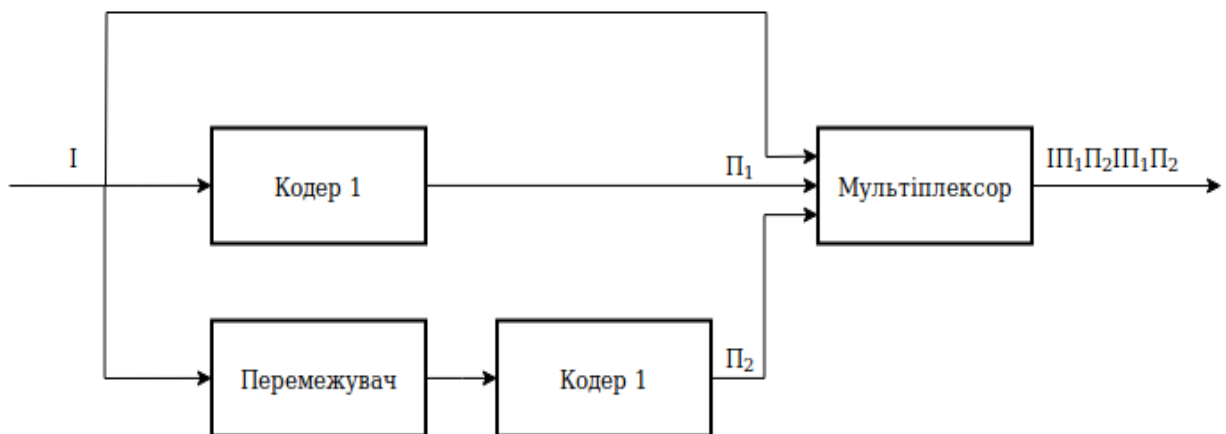 І
Кодер 1
П₁
Мультіплексор
ІП₁П₂ІП₁П₂
Перемежувач
Кодер 1
П₂